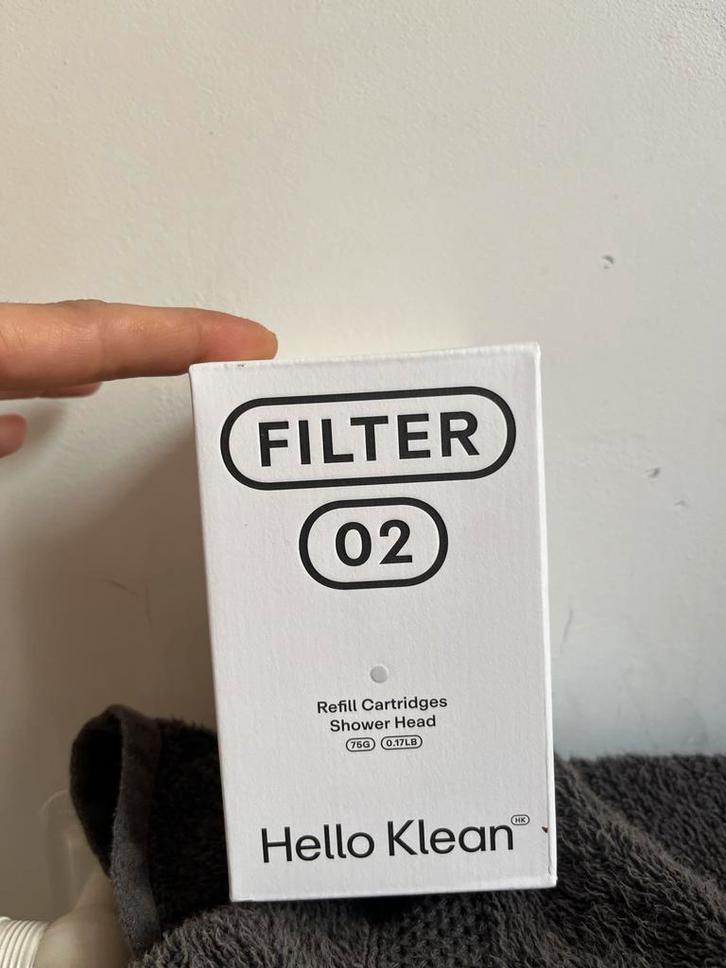 FILTER
02
Refill Cartridges
Shower Head
75G 0.17LB
Hello Klean HK